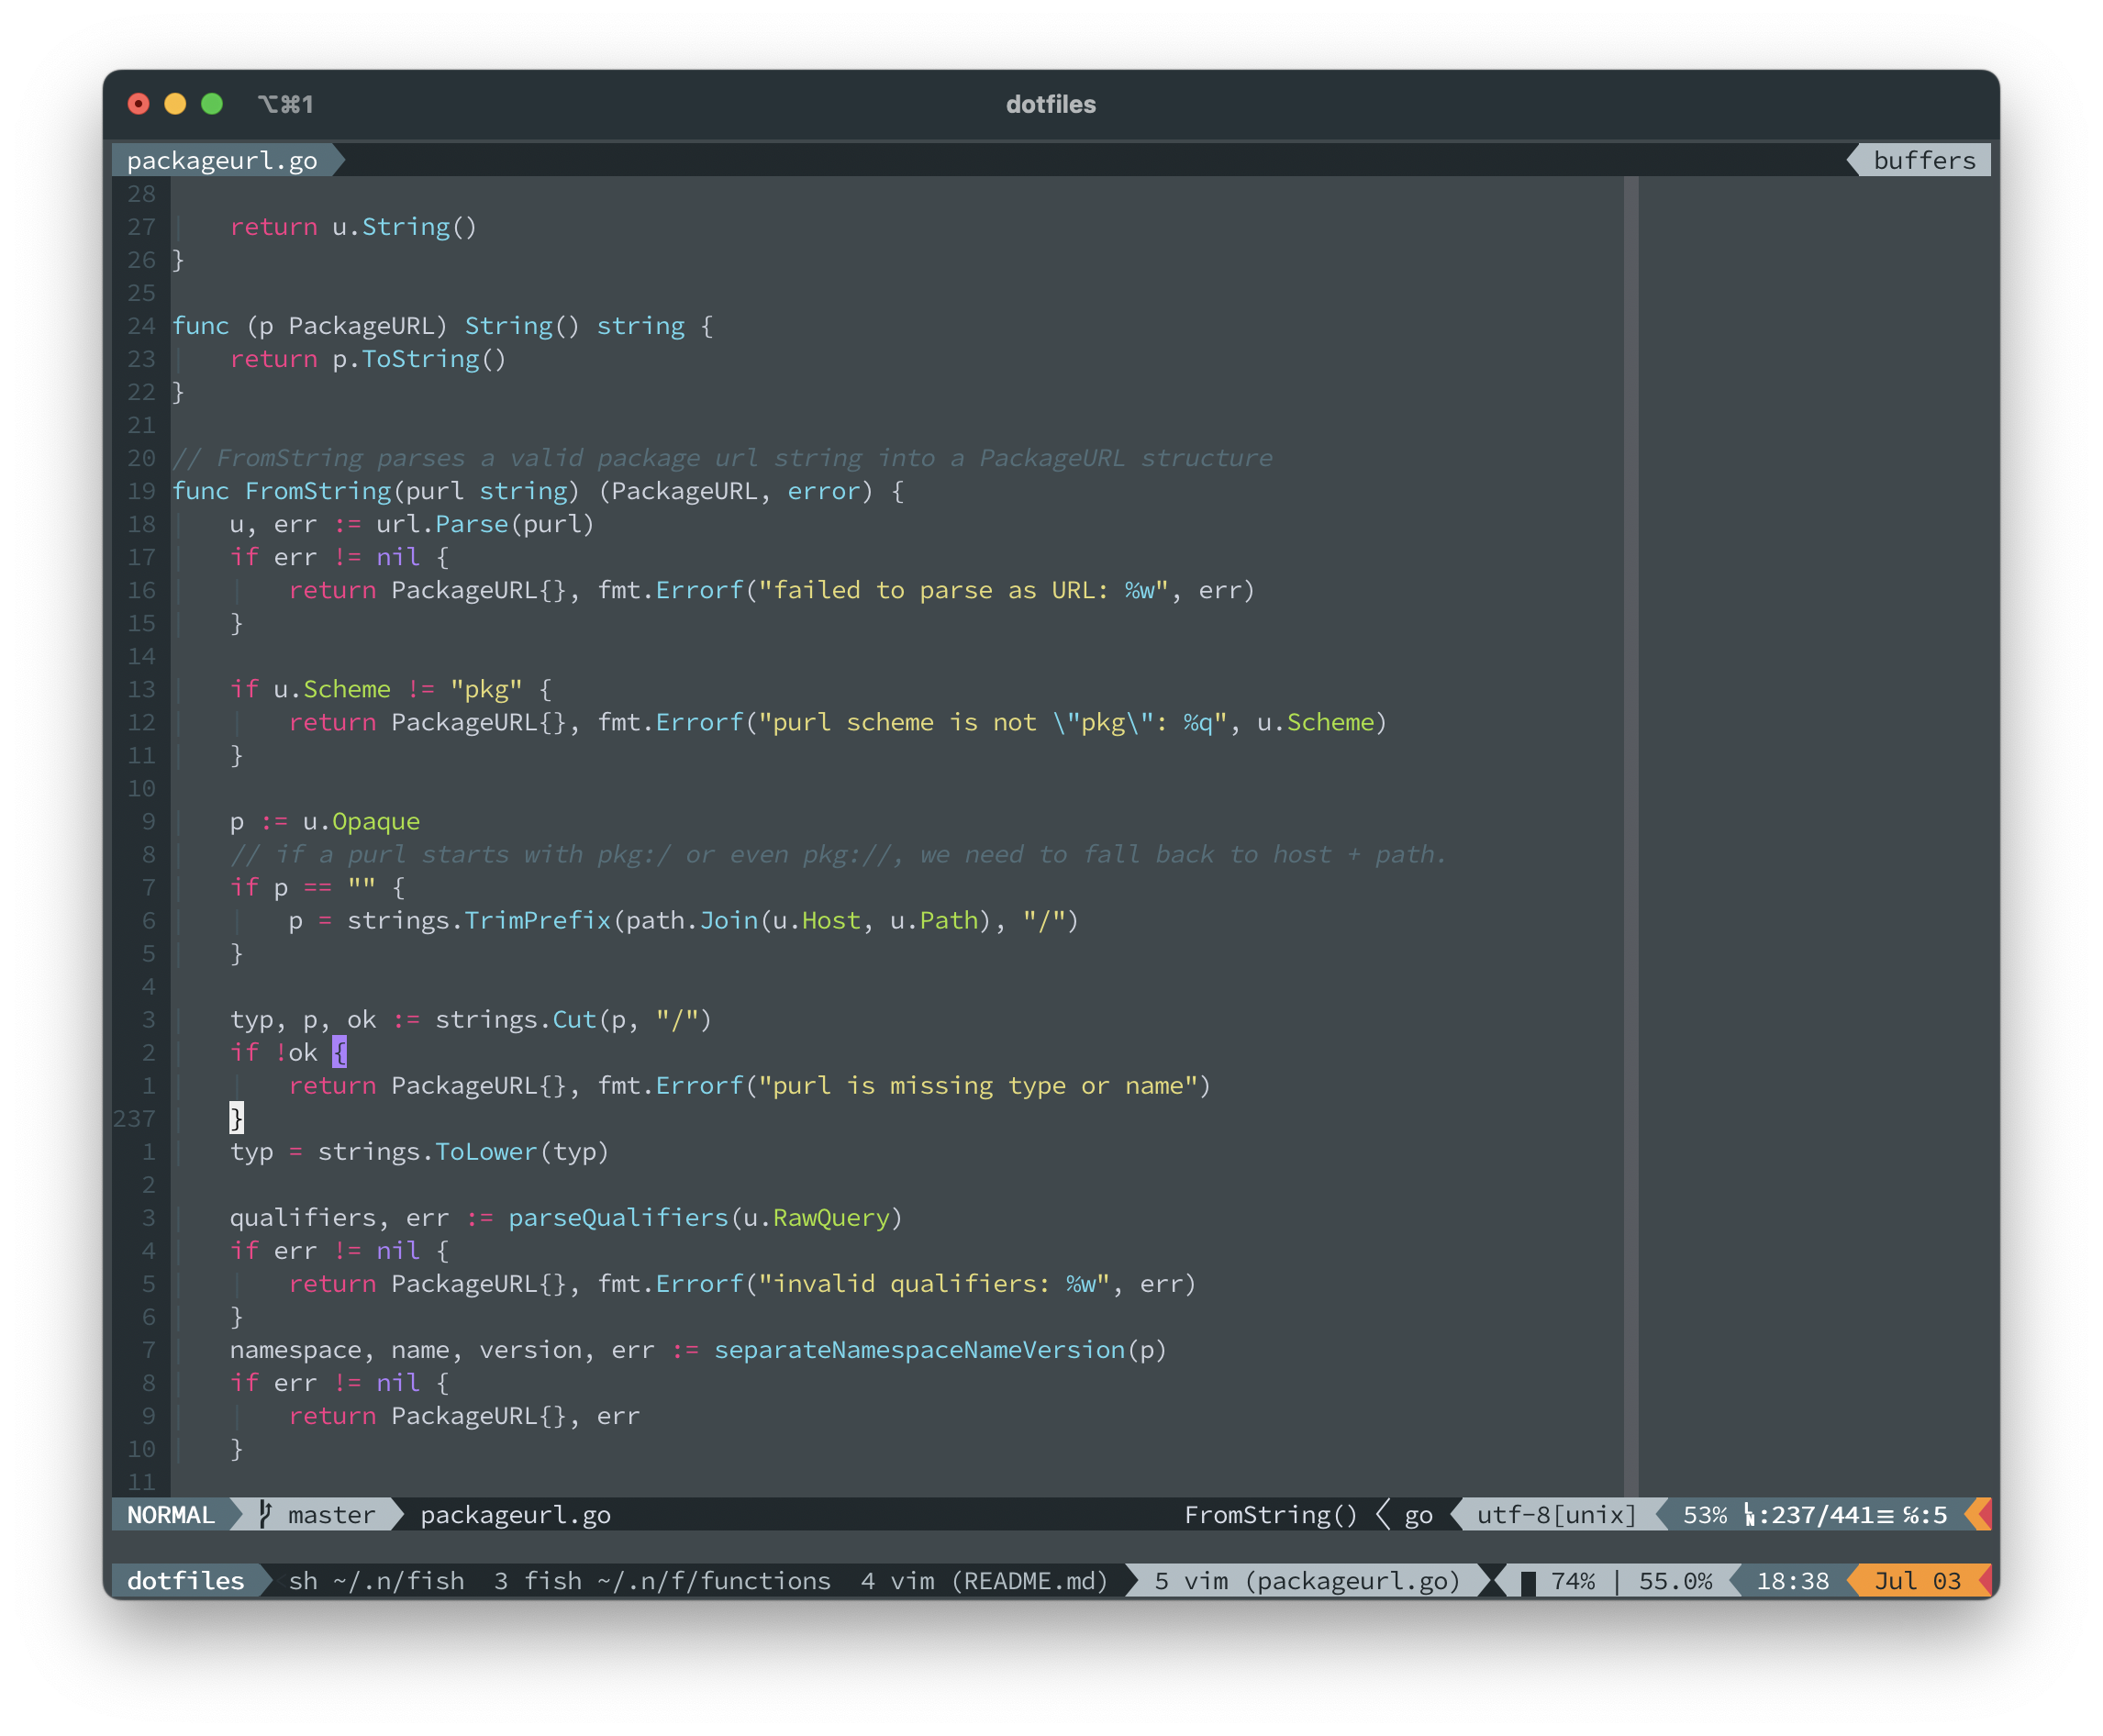 ⌥⌘1 dotfiles
packageurl.go buffers
28
27     return u.String()
26 }
25
24 func (p PackageURL) String() string {
23     return p.ToString()
22 }
21
20 // FromString parses a valid package url string into a PackageURL structure
19 func FromString(purl string) (PackageURL, error) {
18     u, err := url.Parse(purl)
17     if err != nil {
16         return PackageURL{}, fmt.Errorf("failed to parse as URL: %w", err)
15     }
14
13     if u.Scheme != "pkg" {
12         return PackageURL{}, fmt.Errorf("purl scheme is not \"pkg\": %q", u.Scheme)
11     }
10
9     p := u.Opaque
8     // if a purl starts with pkg:/ or even pkg://, we need to fall back to host + path.
7     if p == "" {
6         p = strings.TrimPrefix(path.Join(u.Host, u.Path), "/")
5     }
4
3     typ, p, ok := strings.Cut(p, "/")
2     if !ok {
1         return PackageURL{}, fmt.Errorf("purl is missing type or name")
237     }
1     typ = strings.ToLower(typ)
2
3     qualifiers, err := parseQualifiers(u.RawQuery)
4     if err != nil {
5         return PackageURL{}, fmt.Errorf("invalid qualifiers: %w", err)
6     }
7     namespace, name, version, err := separateNamespaceNameVersion(p)
8     if err != nil {
9         return PackageURL{}, err
10     }
11
NORMAL master packageurl.go FromString() go utf-8[unix] 53% ␤:237/441≡ ℅:5
dotfiles sh ~/.n/fish 3 fish ~/.n/f/functions 4 vim (README.md) 5 vim (packageurl.go) 74% | 55.0% 18:38 Jul 03